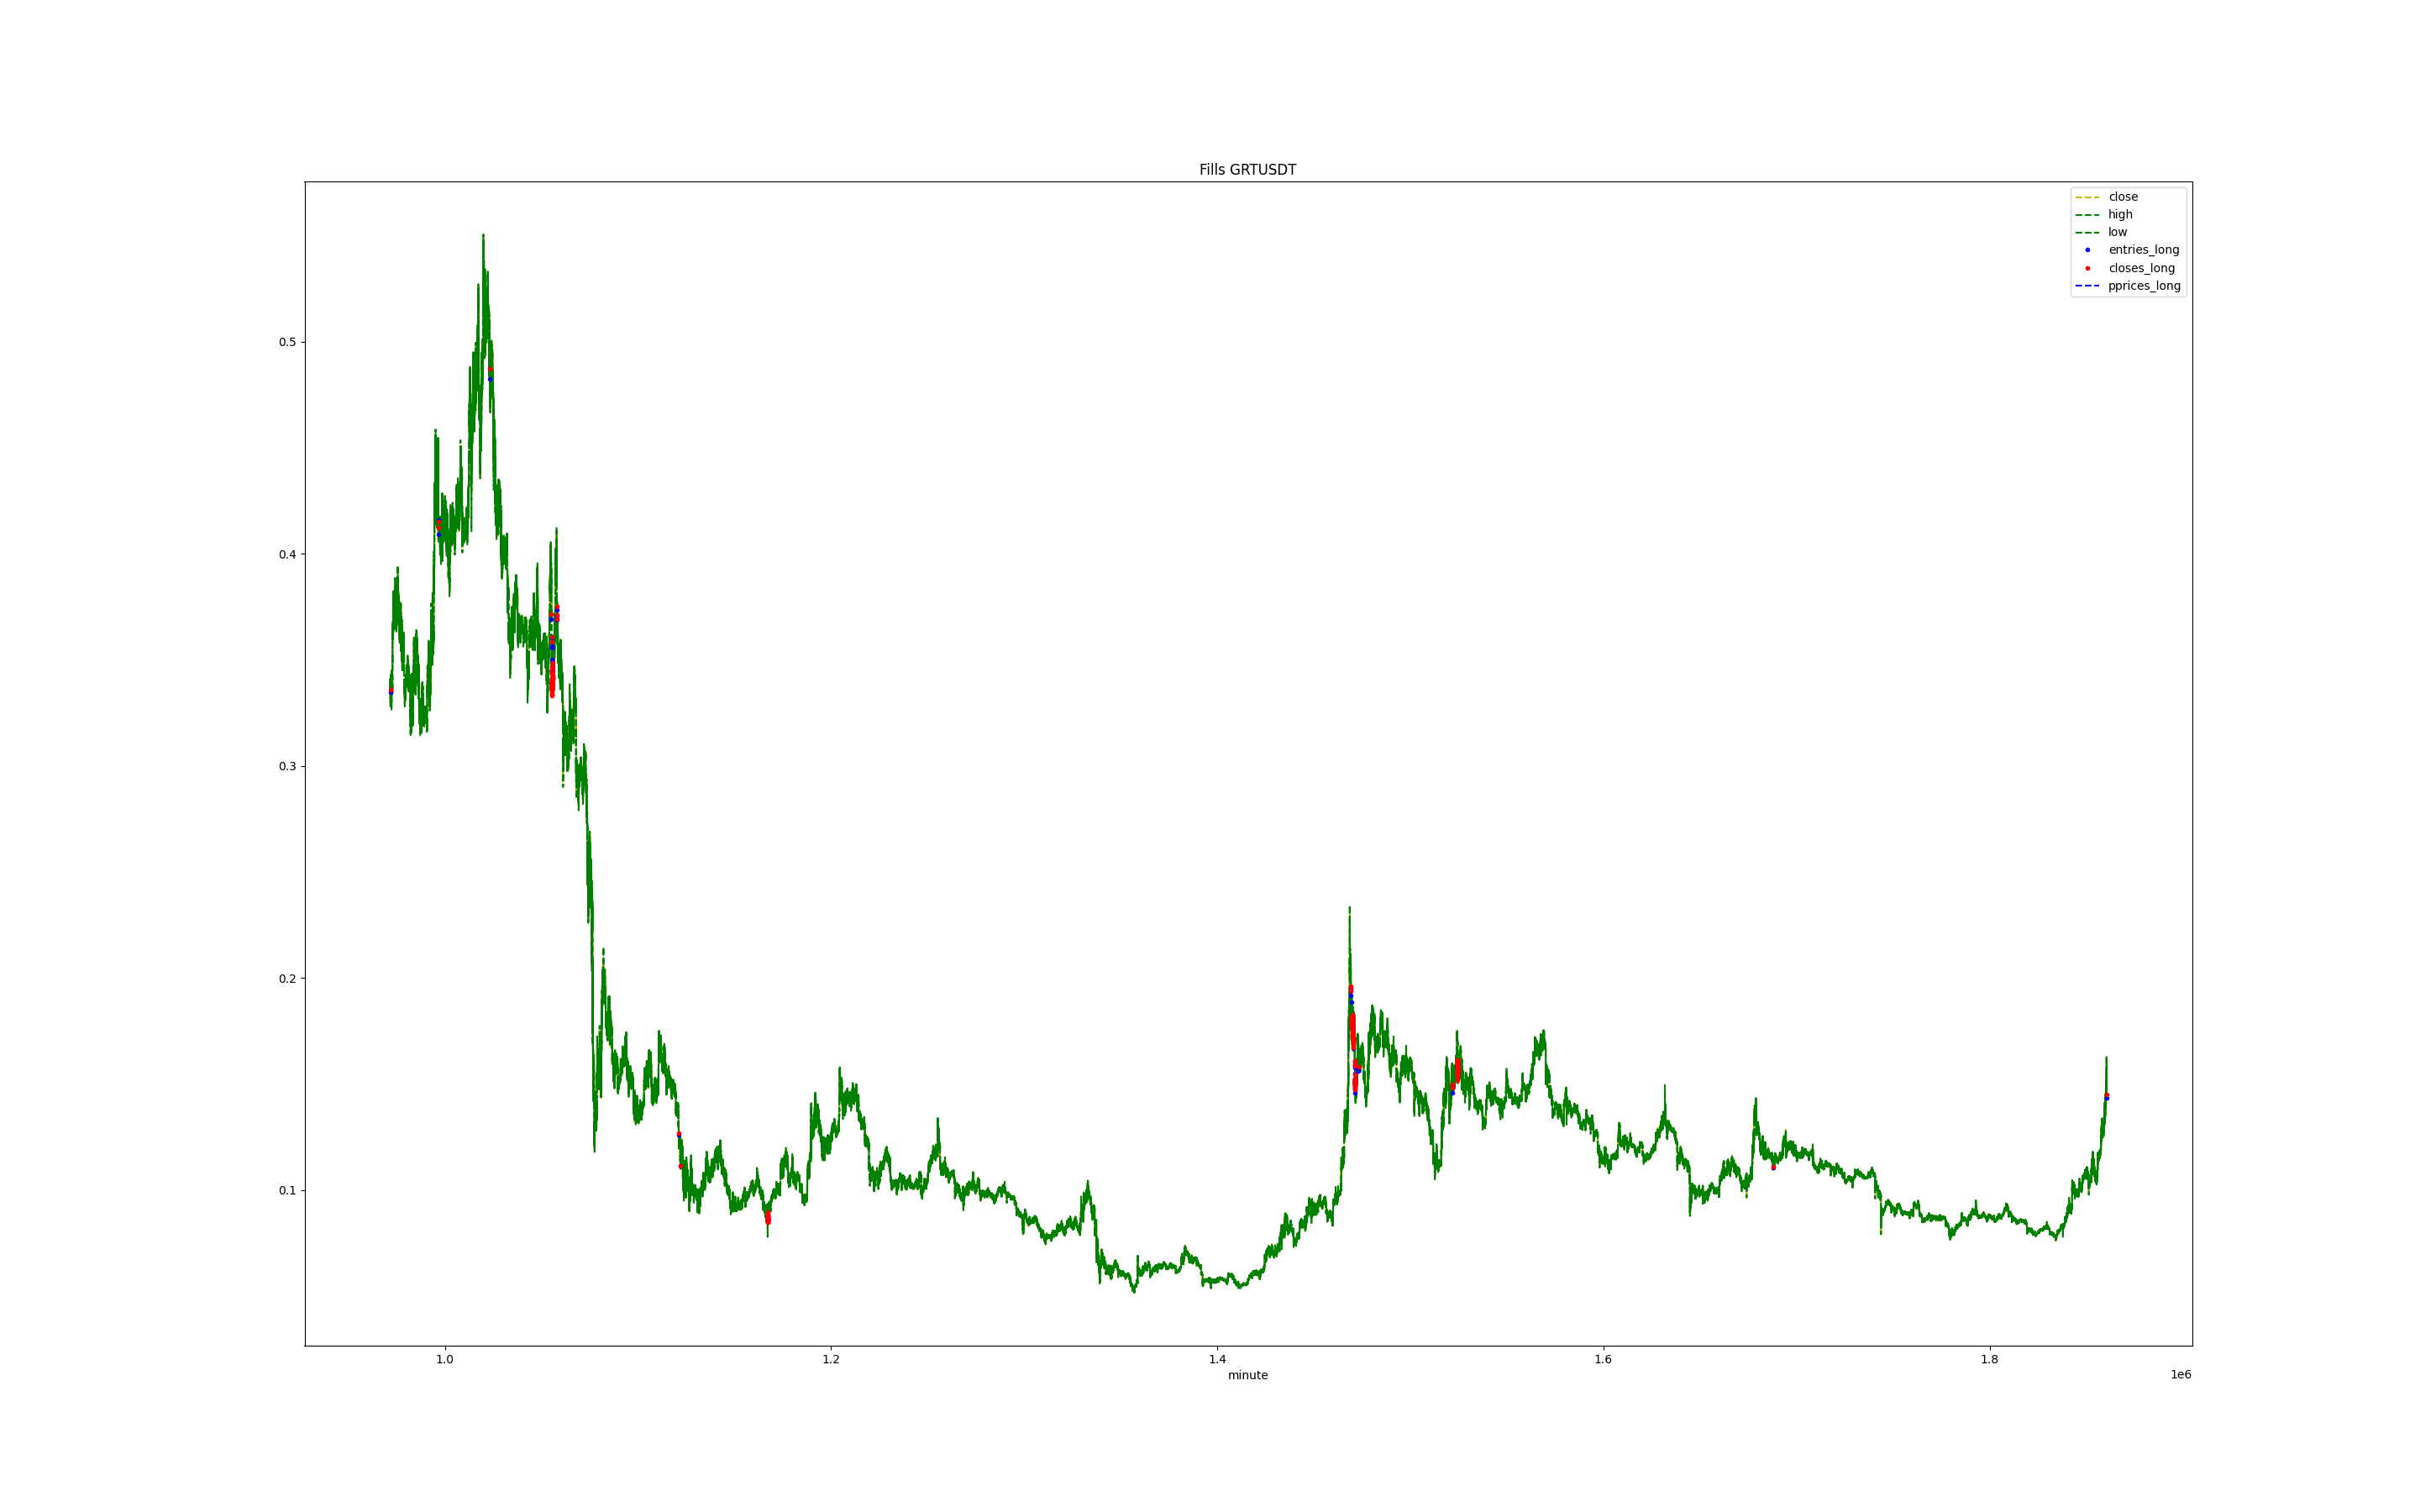 Fills GRTUSDT
close
high
low
entries_long
closes_long
pprices_long
0.5
0.4
0.3
0.2
0.1
1.0 1.2 1.4 1.6 1.8
minute
1e6